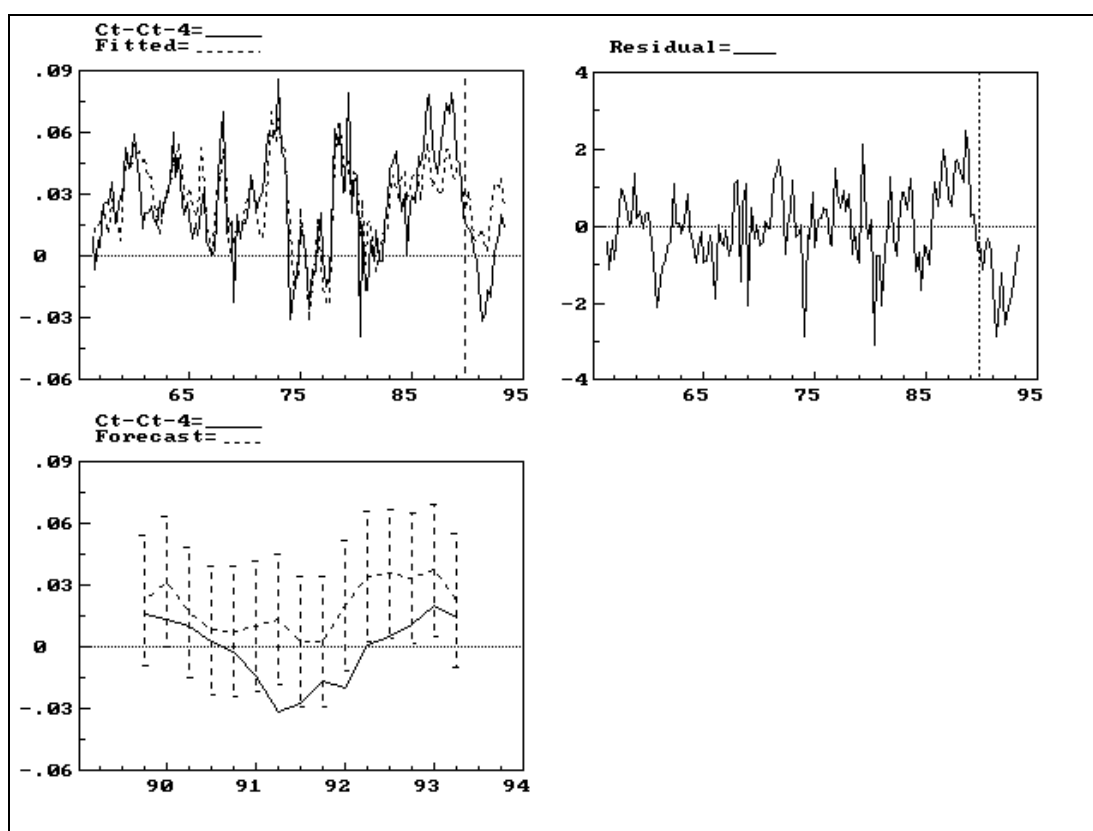 Ct-Ct-4=
Fitted=
.09
.06
.03
0
-.03
-.06
65 75 85 95
Residual=
4
2
0
-2
-4
65 75 85 95
Ct-Ct-4=
Forecast=
.09
.06
.03
0
-.03
-.06
90 91 92 93 94